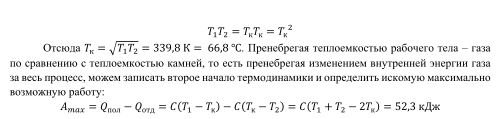 T₁T₂ = TₖTₖ = Tₖ²
Отсюда Tₖ = √T₁T₂ = 339,8 К = 66,8 °C. Пренебрегая теплоемкостью рабочего тела – газа
по сравнению с теплоемкостью камней, то есть пренебрегая изменением внутренней энергии газа
за весь процесс, можем записать второе начало термодинамики и определить искомую максимально
возможную работу:
Aₘₐₓ = Qпол − Qотд = C(T₁ − Tₖ) − C(Tₖ − T₂) = C(T₁ + T₂ − 2Tₖ) = 52,3 кДж